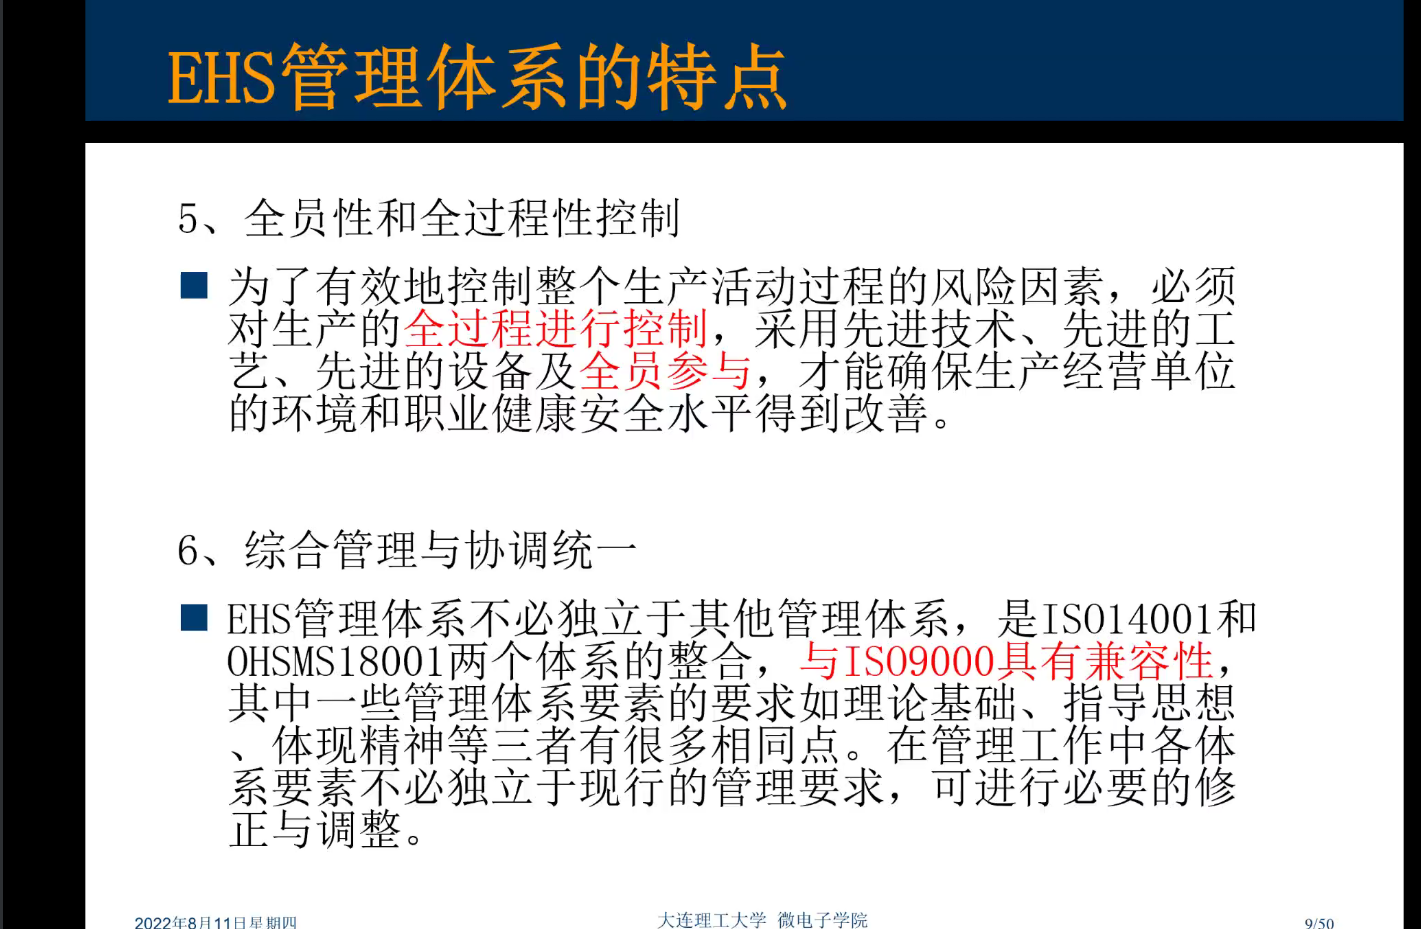 EHS管理体系的特点
5、全员性和全过程性控制
为了有效地控制整个生产活动过程的风险因素，必须
对生产的全过程进行控制，采用先进技术、先进的工
艺、先进的设备及全员参与，才能确保生产经营单位
的环境和职业健康安全水平得到改善。
6、综合管理与协调统一
EHS管理体系不必独立于其他管理体系，是ISO14001和
OHSMS18001两个体系的整合，与ISO9000具有兼容性，
其中一些管理体系要素的要求如理论基础、指导思想
、体现精神等三者有很多相同点。在管理工作中各体
系要素不必独立于现行的管理要求，可进行必要的修
正与调整。
2022年8月11日星期四
大连理工大学 微电子学院
9/50